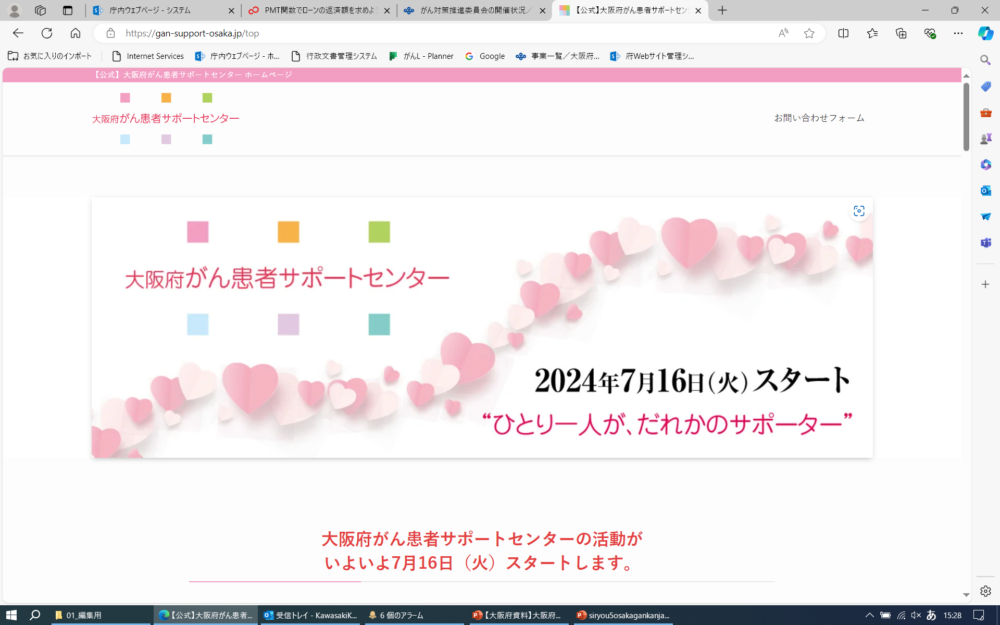 庁内ウェブページ - システム
PMT関数でローンの返済額を求めよう
がん対策推進委員会の開催状況／
【公式】大阪府がん患者サポートセン
https://gan-support-osaka.jp/top
お気に入りのインポート
Internet Services
庁内ウェブページ - ホ...
行政文書管理システム
がんL - Planner
Google
事業一覧／大阪府...
府Webサイト管理シ...
【公式】大阪府がん患者サポートセンター ホームページ
大阪府がん患者サポートセンター
お問い合わせフォーム
大阪府がん患者サポートセンター
2024年7月16日(火)スタート
“ひとり一人が、だれかのサポーター”
大阪府がん患者サポートセンターの活動が
いよいよ7月16日（火）スタートします。
01_編集用
【公式】大阪府がん患者...
受信トレイ - KawasakiK...
6 個のアラーム
【大阪府資料】大阪府...
siryou5osakagankanja...
あ
15:28